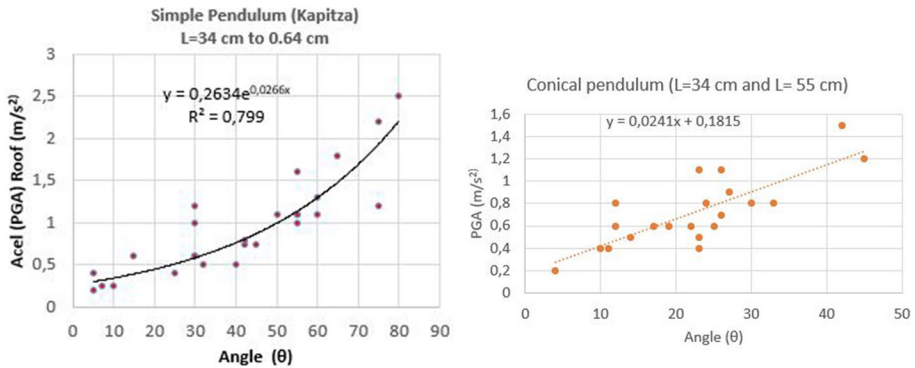 Simple Pendulum (Kapitza)
L=34 cm to 0.64 cm
3
2,5
2
1,5
1
0,5
0
Acel (PGA) Roof (m/s²)
y = 0,2634e^0,0266x
R² = 0,799
0 10 20 30 40 50 60 70 80 90
Angle (θ)
Conical pendulum (L=34 cm and L= 55 cm)
1,6
1,4
1,2
1
0,8
0,6
0,4
0,2
0
PGA (m/s²)
y = 0,0241x + 0,1815
0 10 20 30 40 50
Angle (θ)